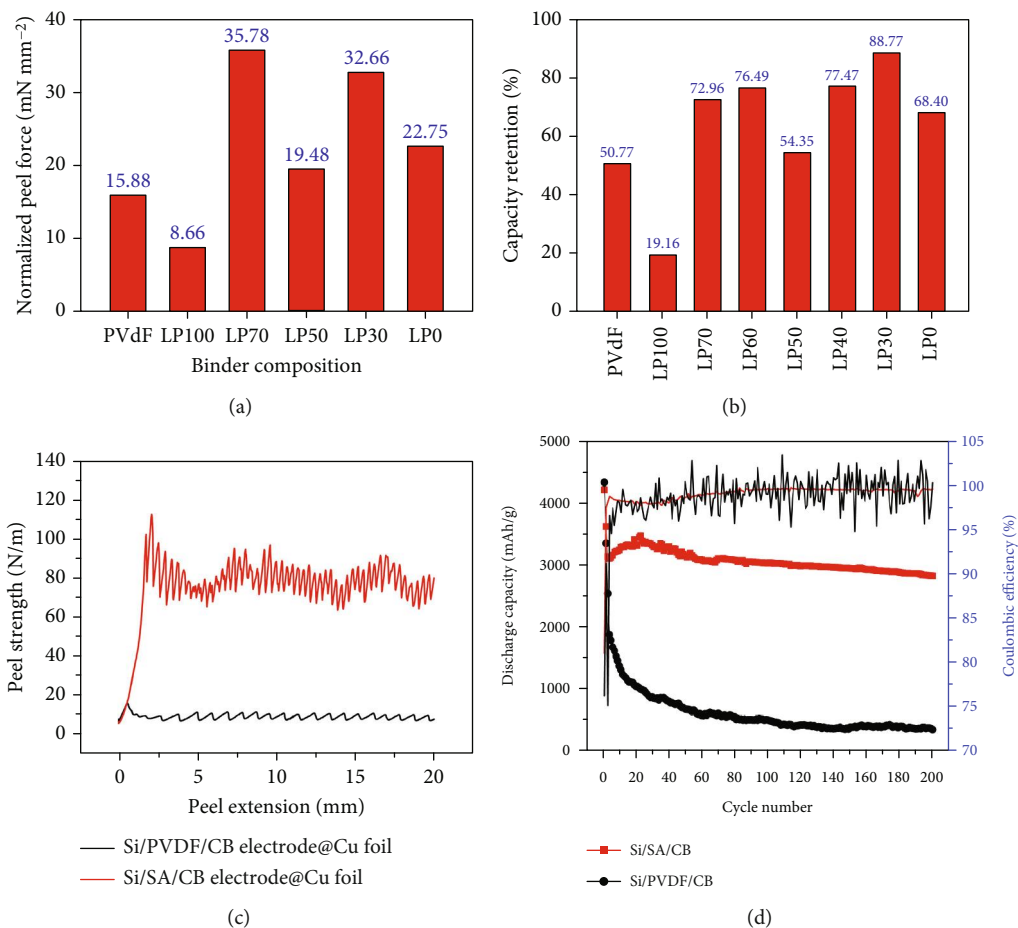 Normalized peel force (mN mm⁻²)
40
30
20
10
0
15.88
8.66
35.78
19.48
32.66
22.75
PVdF LP100 LP70 LP50 LP30 LP0
Binder composition
(a)
Capacity retention (%)
100
80
60
40
20
0
50.77
19.16
72.96
76.49
54.35
77.47
88.77
68.40
PVdF
LP100
LP70
LP60
LP50
LP40
LP30
LP0
(b)
Peel strength (N/m)
140
120
100
80
60
40
20
0
0 5 10 15 20
Peel extension (mm)
Si/PVDF/CB electrode@Cu foil
Si/SA/CB electrode@Cu foil
(c)
Discharge capacity (mAh/g)
5000
4000
3000
2000
1000
0
105
100
95
90
85
80
75
70
Coulombic efficiency (%)
0 20 40 60 80 100 120 140 160 180 200
Cycle number
Si/SA/CB
Si/PVDF/CB
(d)